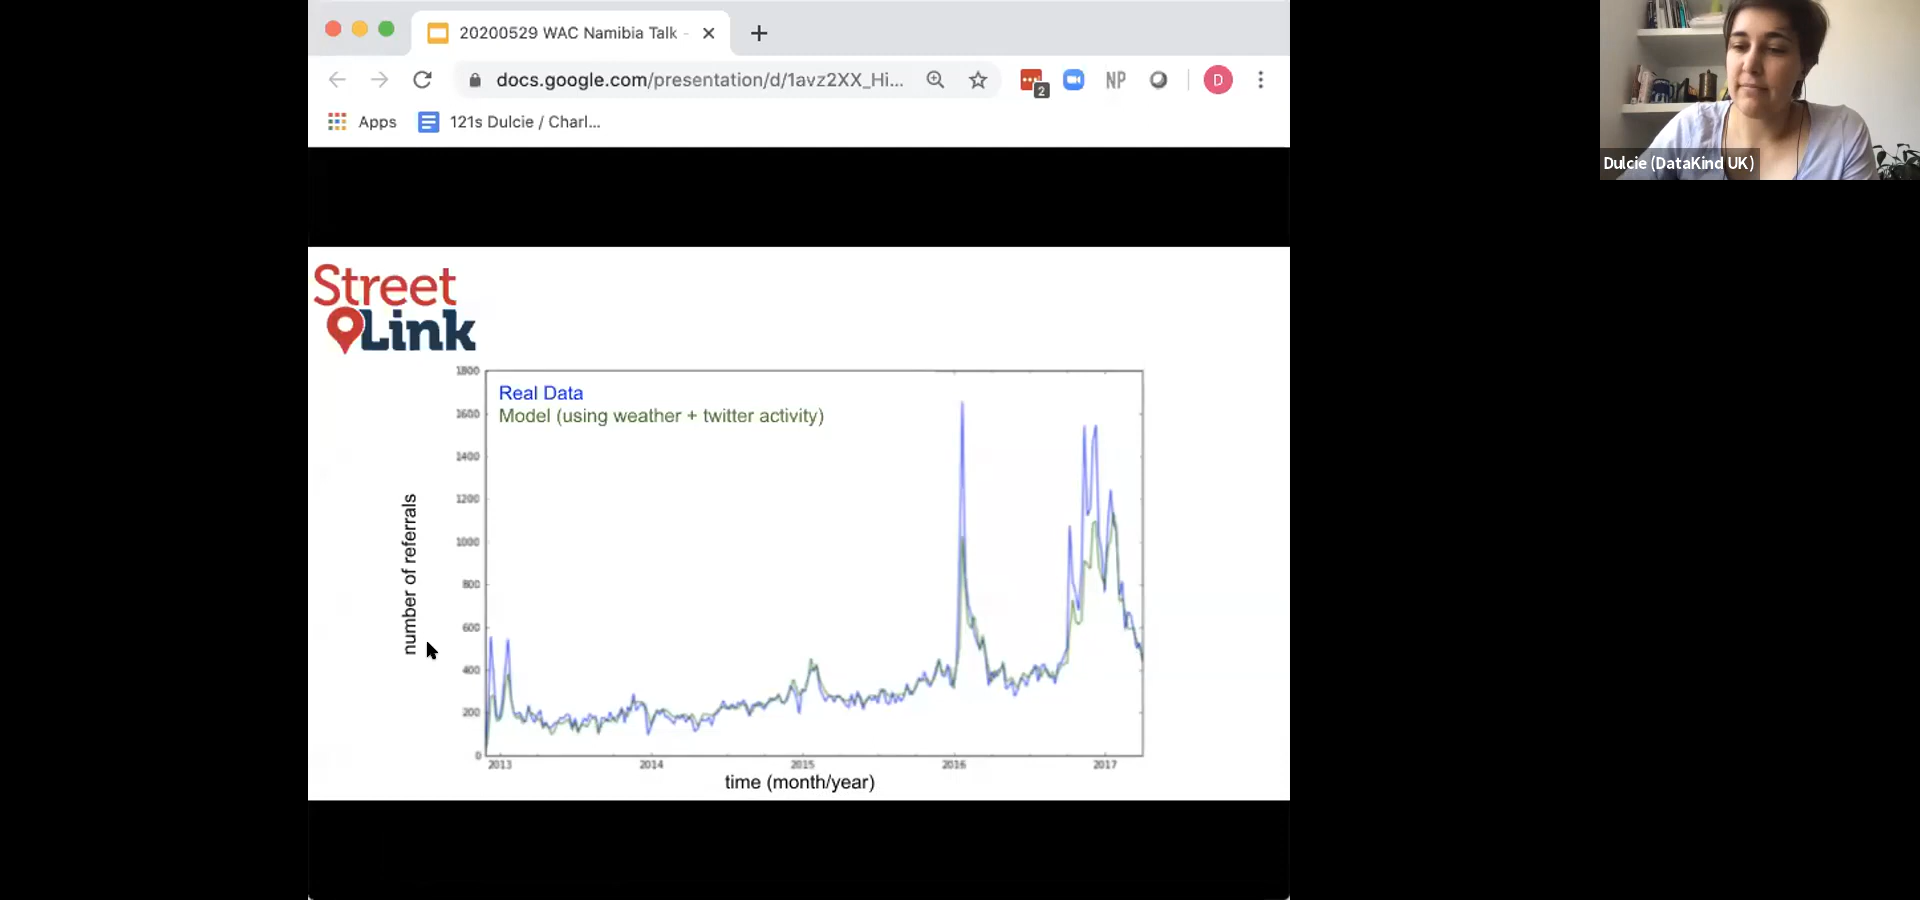 20200529 WAC Namibia Talk -
docs.google.com/presentation/d/1avz2XX_Hi...
2
NP
D
Apps
121s Dulcie / Charl...
Dulcie (DataKind UK)
Street
Link
Real Data
Model (using weather + twitter activity)
number of referrals
1800
1600
1400
1200
1000
800
600
400
200
0
2013
2014
2015
2016
2017
time (month/year)